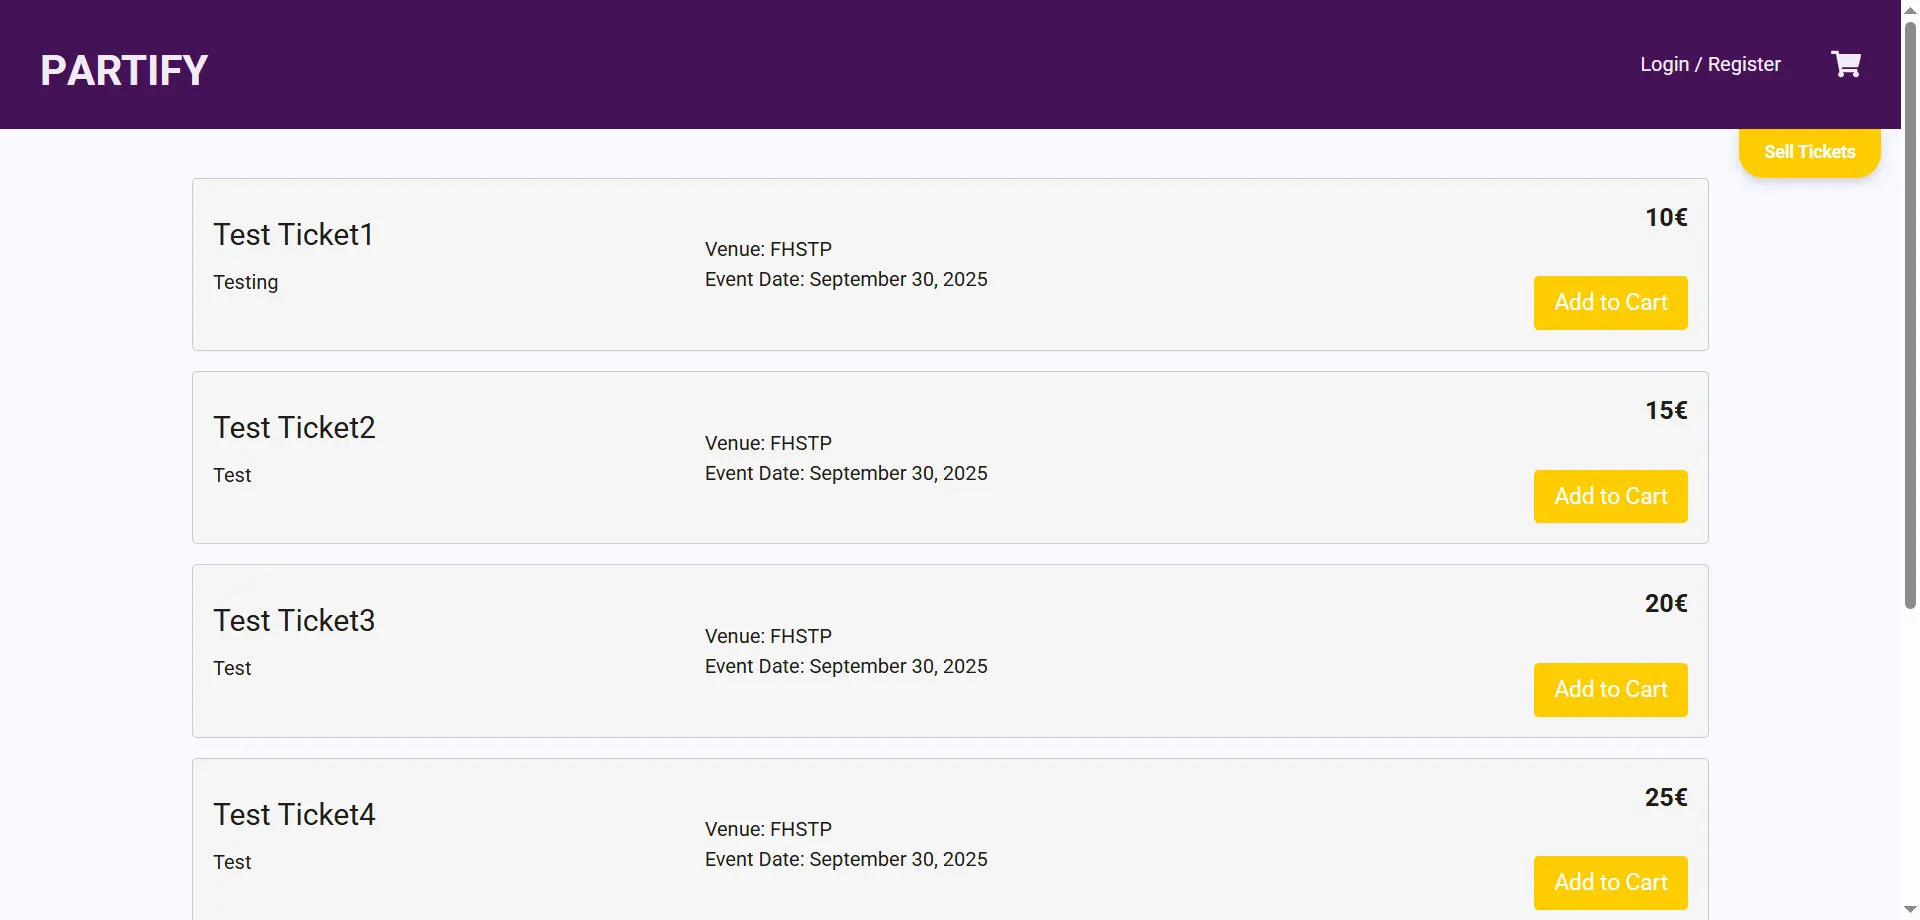 PARTIFY
Login / Register
Sell Tickets
Test Ticket1
Testing
Venue: FHSTP
Event Date: September 30, 2025
10€
Add to Cart
Test Ticket2
Test
Venue: FHSTP
Event Date: September 30, 2025
15€
Add to Cart
Test Ticket3
Test
Venue: FHSTP
Event Date: September 30, 2025
20€
Add to Cart
Test Ticket4
Test
Venue: FHSTP
Event Date: September 30, 2025
25€
Add to Cart